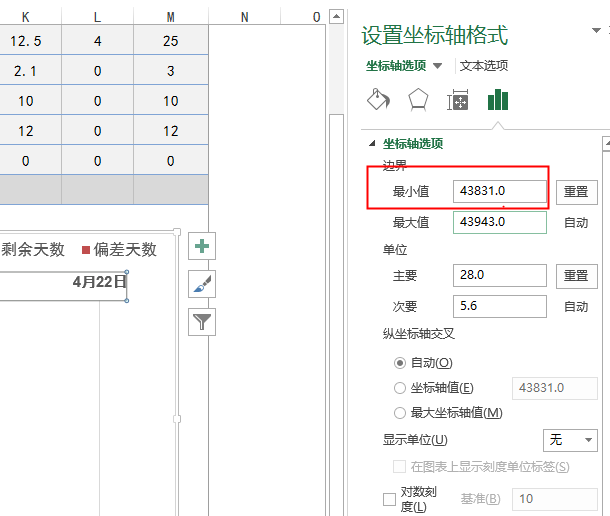 K L M N O
12.5 4 25
2.1 0 3
10 0 10
12 0 12
0 0 0
剩余天数 偏差天数
4月22日
设置坐标轴格式
坐标轴选项 文本选项
坐标轴选项
边界
最小值 43831.0 重置
最大值 43943.0 自动
单位
主要 28.0 重置
次要 5.6 自动
纵坐标轴交叉
自动(O)
坐标轴值(E) 43831.0
最大坐标轴值(M)
显示单位(U) 无
在图表上显示刻度单位标签(S)
对数刻度(L) 基准(B) 10